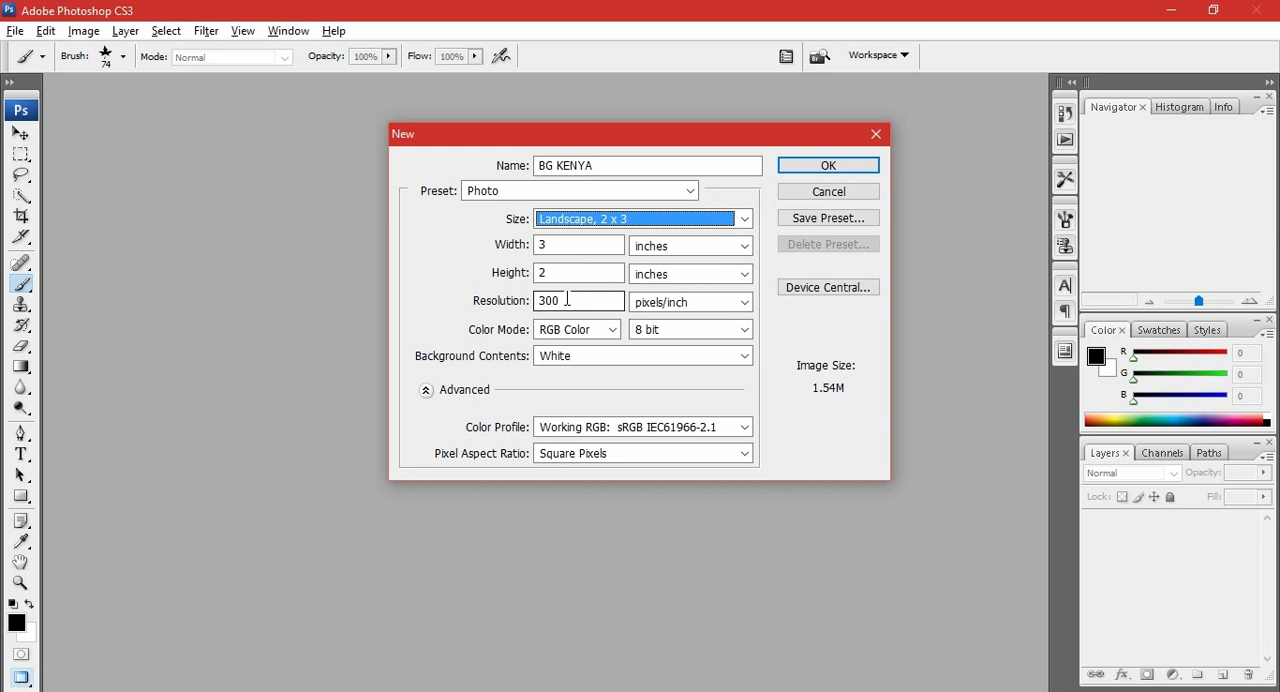 Ps Adobe Photoshop CS3
File Edit Image Layer Select Filter View Window Help
Brush: 74 Mode: Normal Opacity: 100% Flow: 100% Workspace
Ps
T
New
Name: BG KENYA OK
Preset: Photo Cancel
Size: Landscape, 2 x 3 Save Preset...
Width: 3 inches Delete Preset...
Height: 2 inches
Device Central...
Resolution: 300 pixels/inch
Color Mode: RGB Color 8 bit
Background Contents: White
Image Size:
1.54M
Advanced
Color Profile: Working RGB: sRGB IEC61966-2.1
Pixel Aspect Ratio: Square Pixels
Navigator Histogram Info
A
Color Swatches Styles
R 0
G 0
B 0
Layers Channels Paths
Normal Opacity:
Lock: Fill: